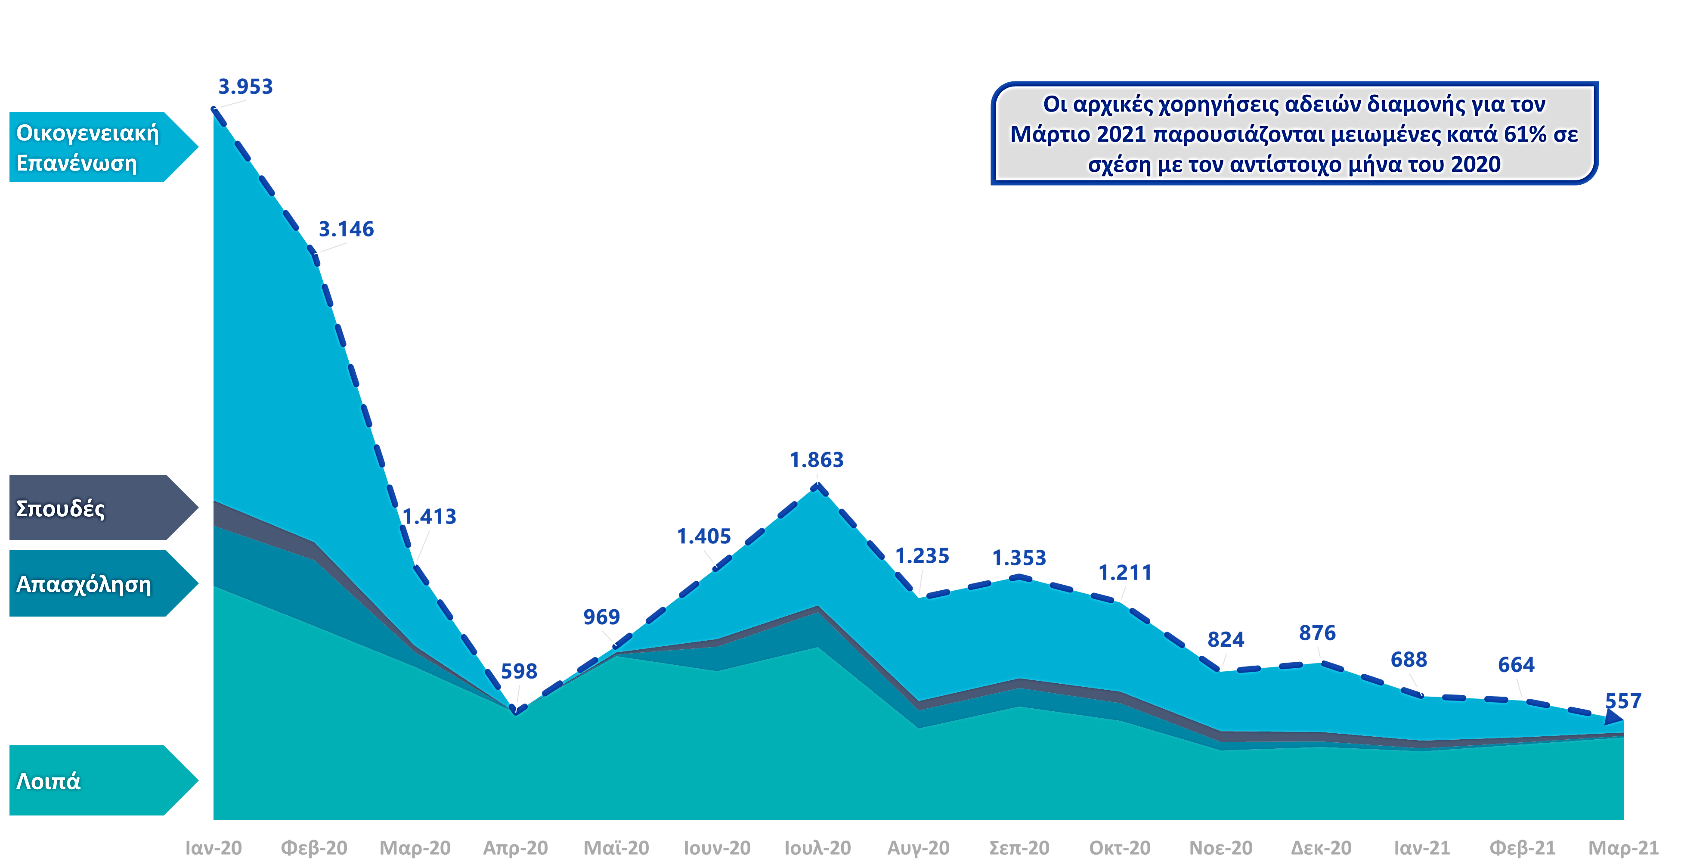 3.953
Οικογενειακή
Επανένωση
Οι αρχικές χορηγήσεις αδειών διαμονής για τον
Μάρτιο 2021 παρουσιάζονται μειωμένες κατά 61% σε
σχέση με τον αντίστοιχο μήνα του 2020
3.146
1.413
598
969
1.405
1.863
1.235
1.353
1.211
824
876
688
664
557
Σπουδές
Απασχόληση
Λοιπά
Ιαν-20 Φεβ-20 Μαρ-20 Απρ-20 Μαϊ-20 Ιουν-20 Ιουλ-20 Αυγ-20 Σεπ-20 Οκτ-20 Νοε-20 Δεκ-20 Ιαν-21 Φεβ-21 Μαρ-21